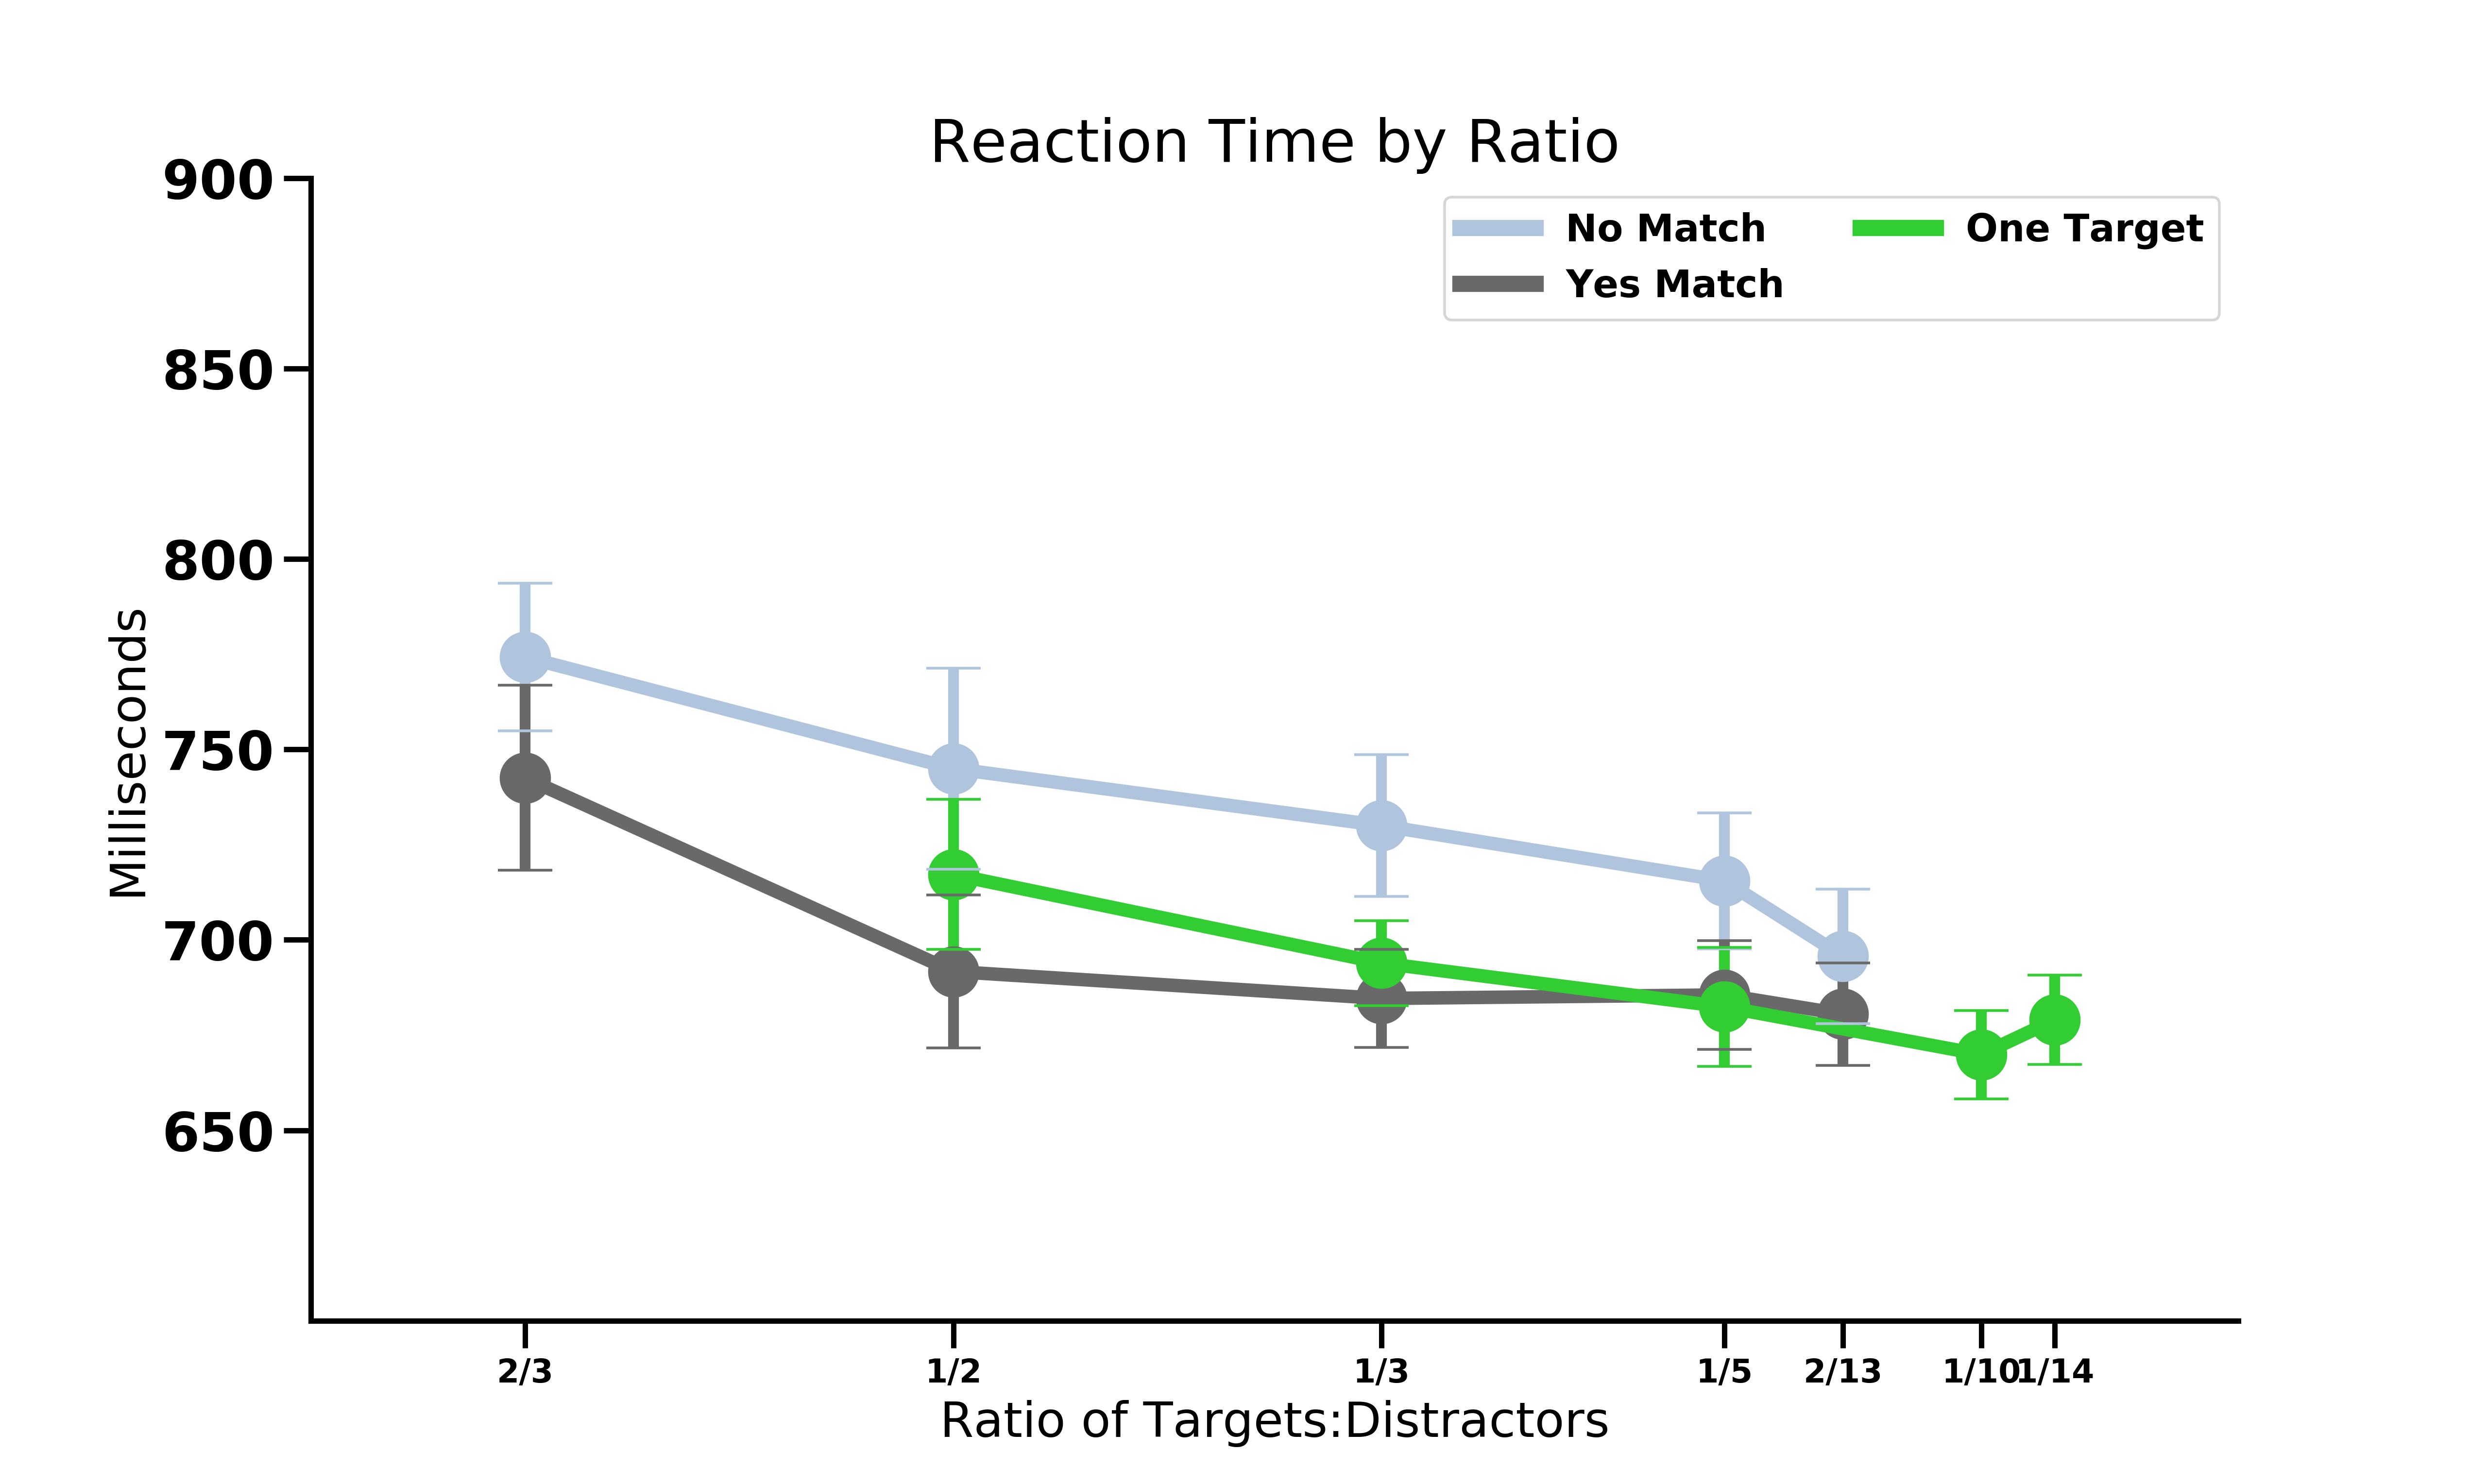 Reaction Time by Ratio
No Match
One Target
Yes Match
900
850
800
750
700
650
Milliseconds
2/3 1/2 1/3 1/5 2/13 1/10 1/14
Ratio of Targets:Distractors